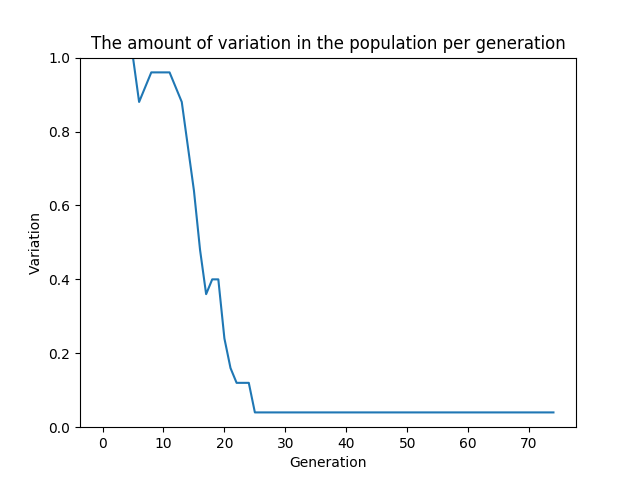 The amount of variation in the population per generation
1.0
0.8
0.6
0.4
0.2
0.0
Variation
0 10 20 30 40 50 60 70
Generation